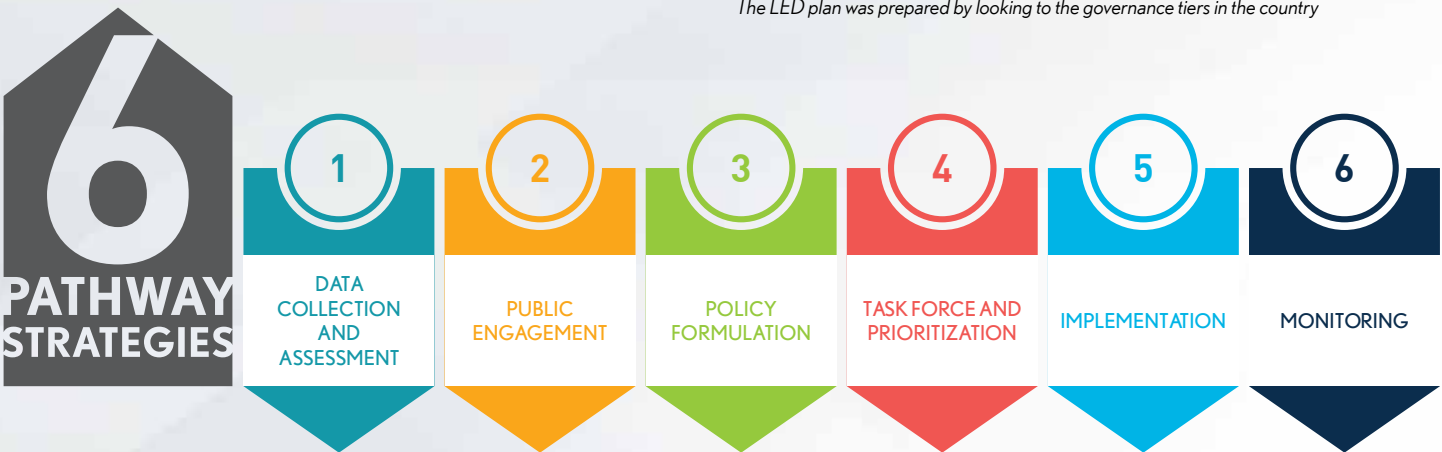 The LED plan was prepared by looking to the governance tiers in the country
6
PATHWAY
STRATEGIES
1
DATA
COLLECTION
AND
ASSESSMENT
2
PUBLIC
ENGAGEMENT
3
POLICY
FORMULATION
4
TASK FORCE AND
PRIORITIZATION
5
IMPLEMENTATION
6
MONITORING